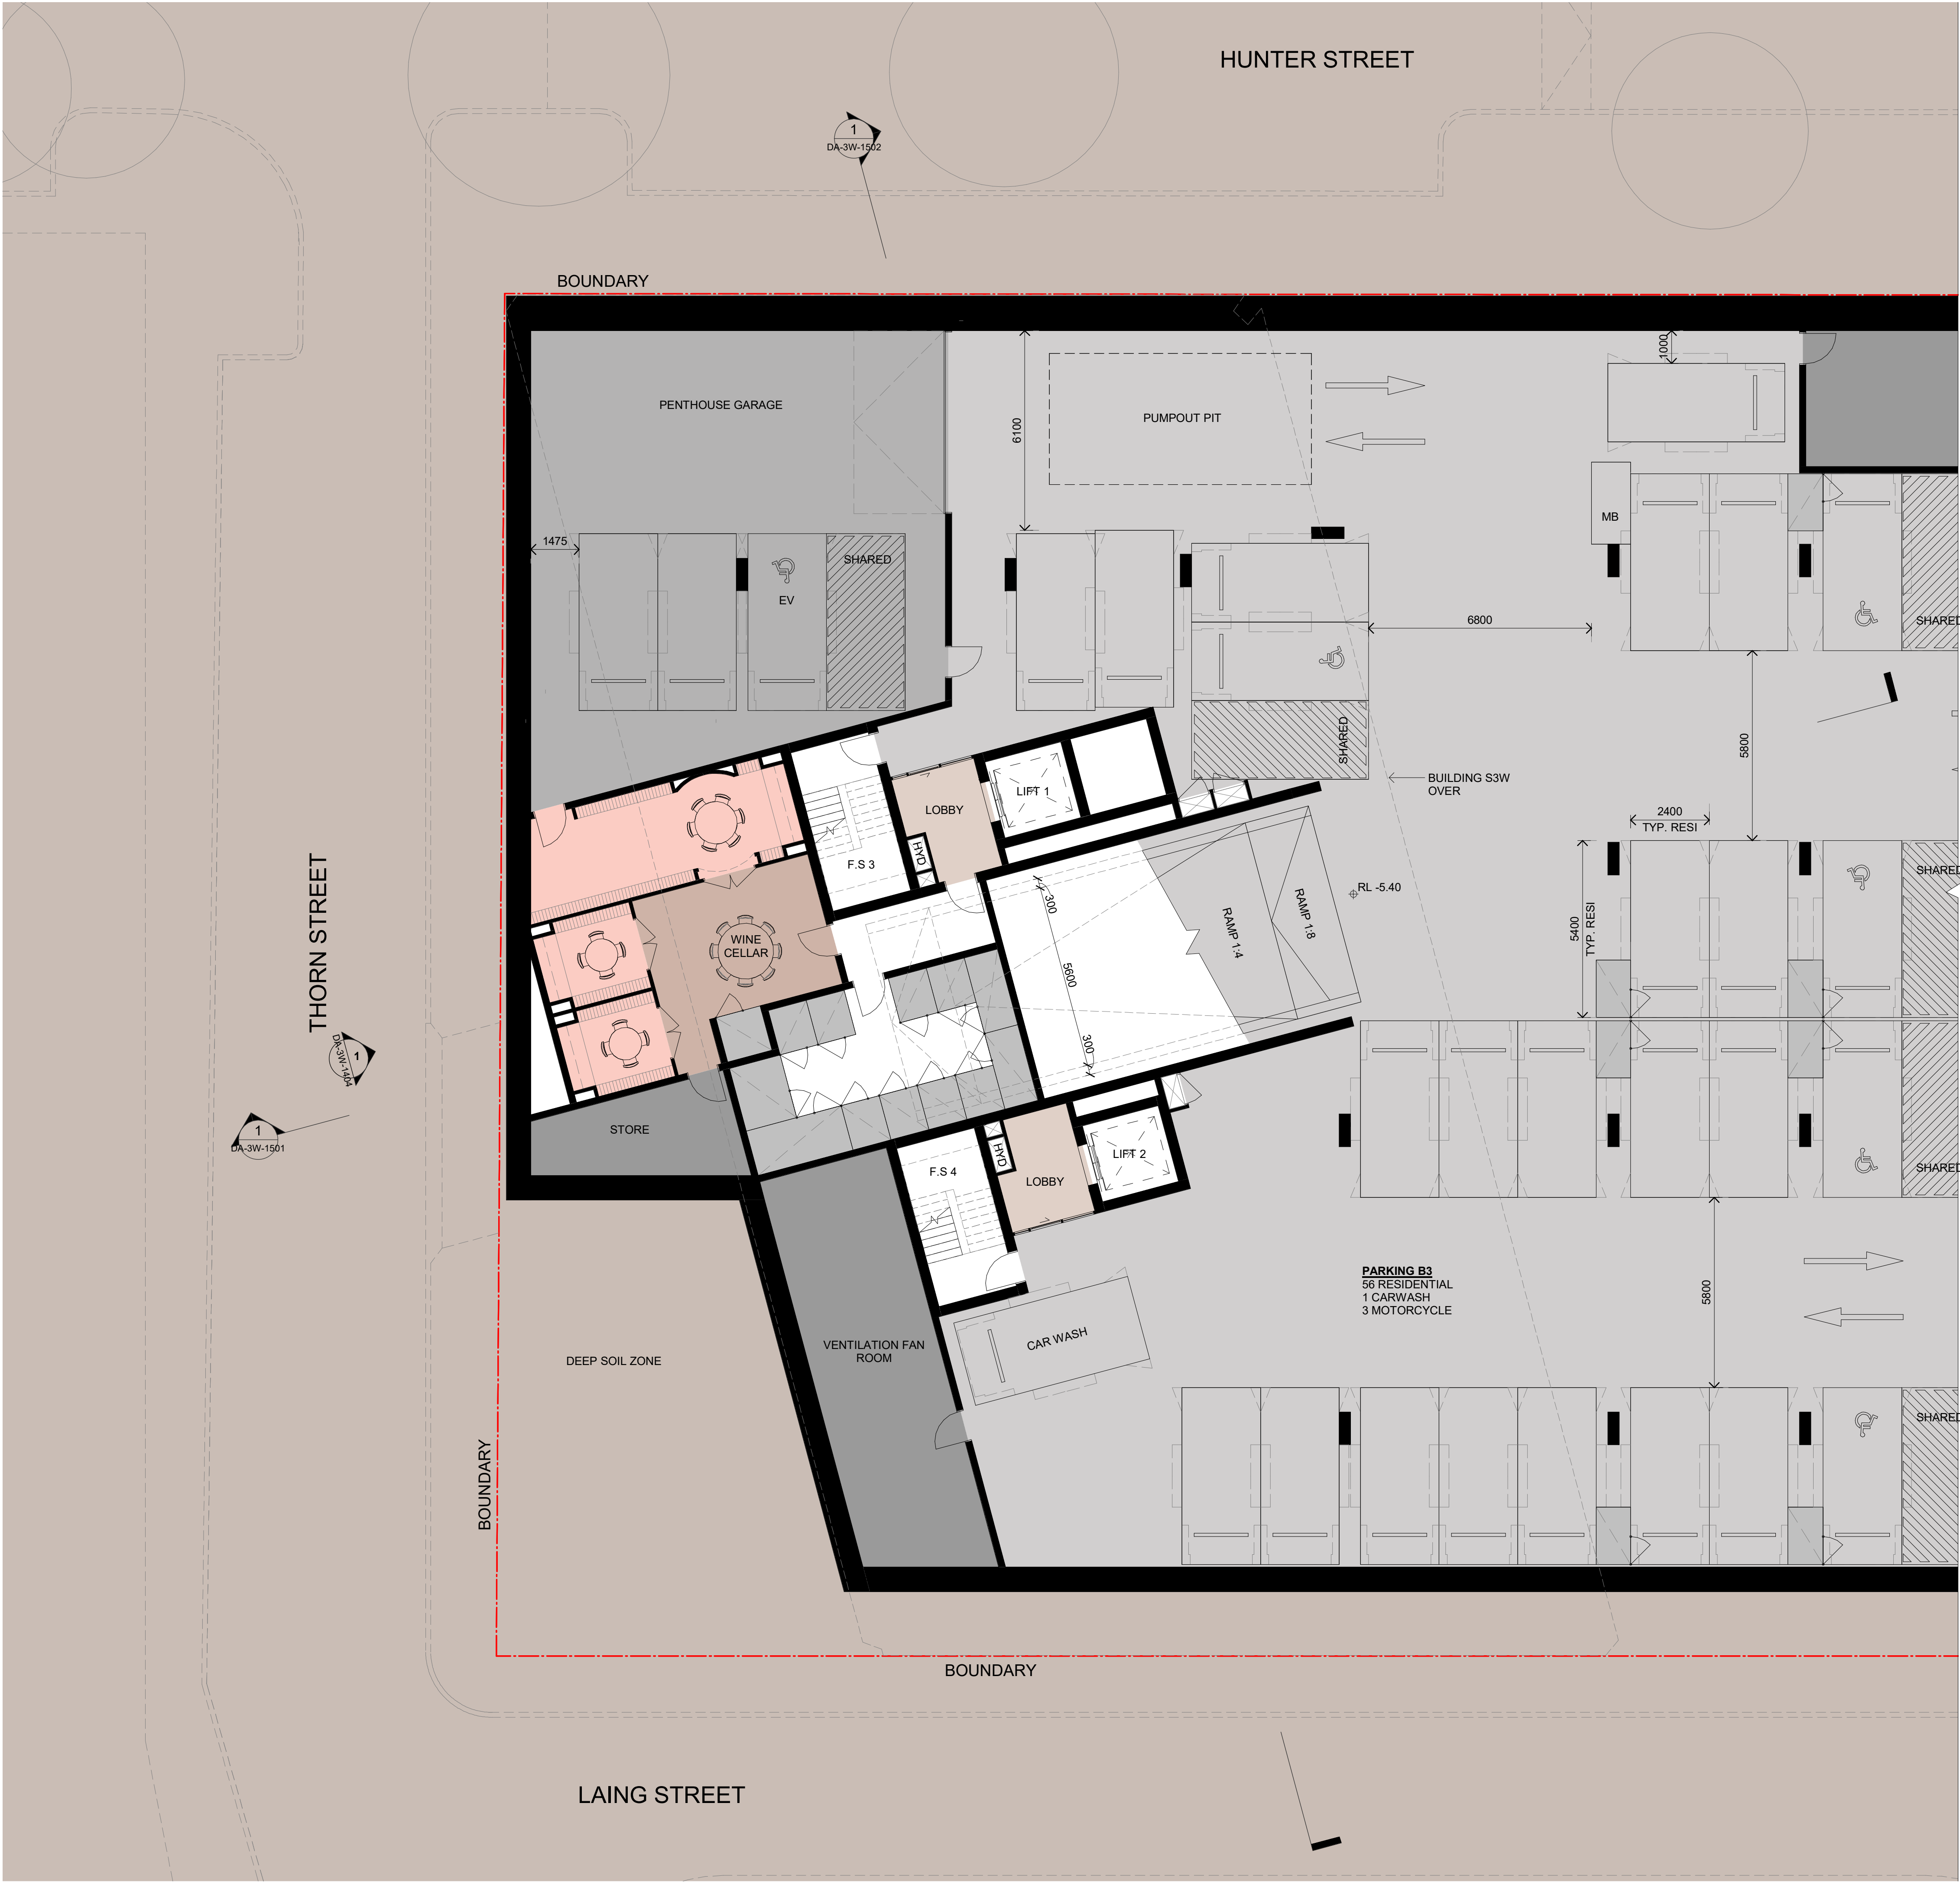 HUNTER STREET
1
DA-3W-1502
BOUNDARY
1000
PENTHOUSE GARAGE
6100
PUMPOUT PIT
MB
1475
SHARED
EV
6800
SHARED
SHARED
5800
BUILDING S3W
OVER
LIFT 1
LOBBY
2400
TYP. RESI
HYD
F.S 3
SHARED
THORN STREET
RL -5.40
300
RAMP 1:8
RAMP 1:4
5400
TYP. RESI
WINE
CELLAR
5600
300
1
DA-3W-1404
1
DA-3W-1501
STORE
HYD
LIFT 2
F.S 4
LOBBY
SHARED
PARKING B3
56 RESIDENTIAL
1 CARWASH
3 MOTORCYCLE
5800
CAR WASH
VENTILATION FAN
ROOM
DEEP SOIL ZONE
SHARED
BOUNDARY
BOUNDARY
LAING STREET